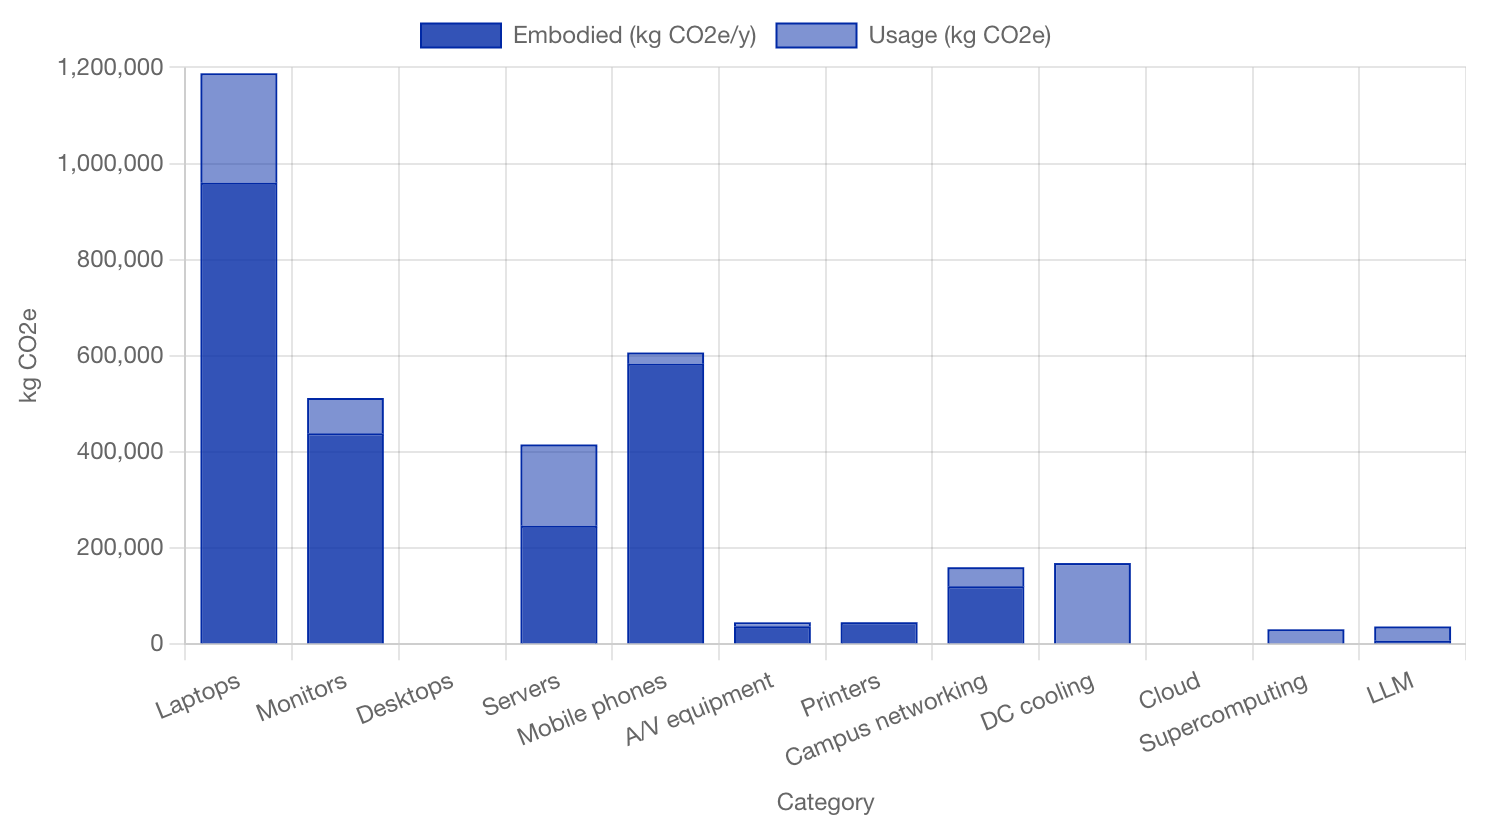 Embodied (kg CO2e/y) Usage (kg CO2e)
1,200,000
1,000,000
800,000
600,000
400,000
200,000
0
kg CO2e
Laptops
Monitors
Desktops
Servers
Mobile phones
A/V equipment
Printers
Campus networking
DC cooling
Cloud
Supercomputing
LLM
Category